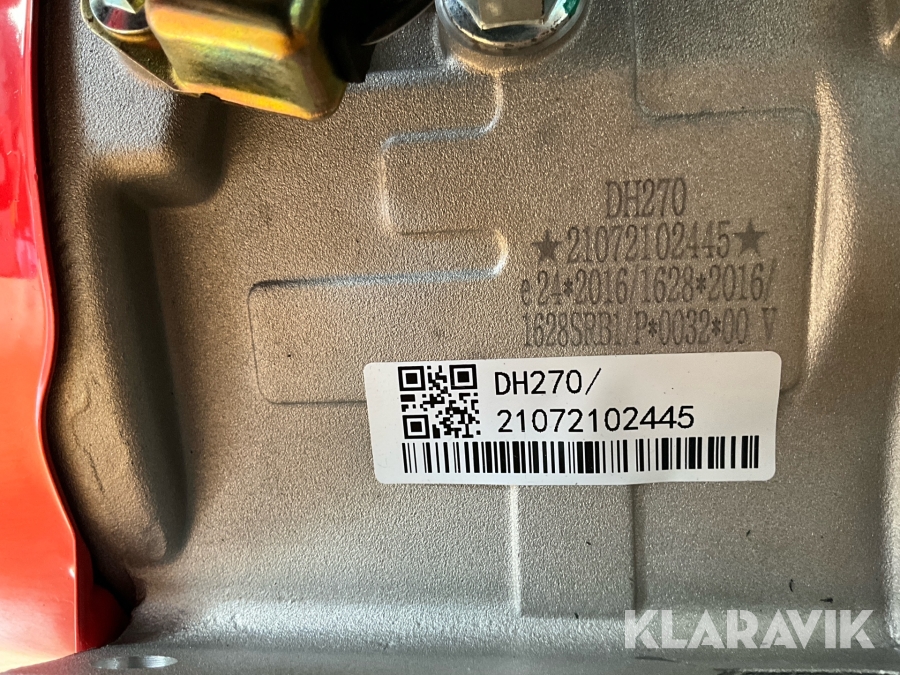 DH270
★21072102445★
e24*2016/1628*2016/
1628SRB1/P*0032*00 V
DH270/
21072102445
KLARAVIK